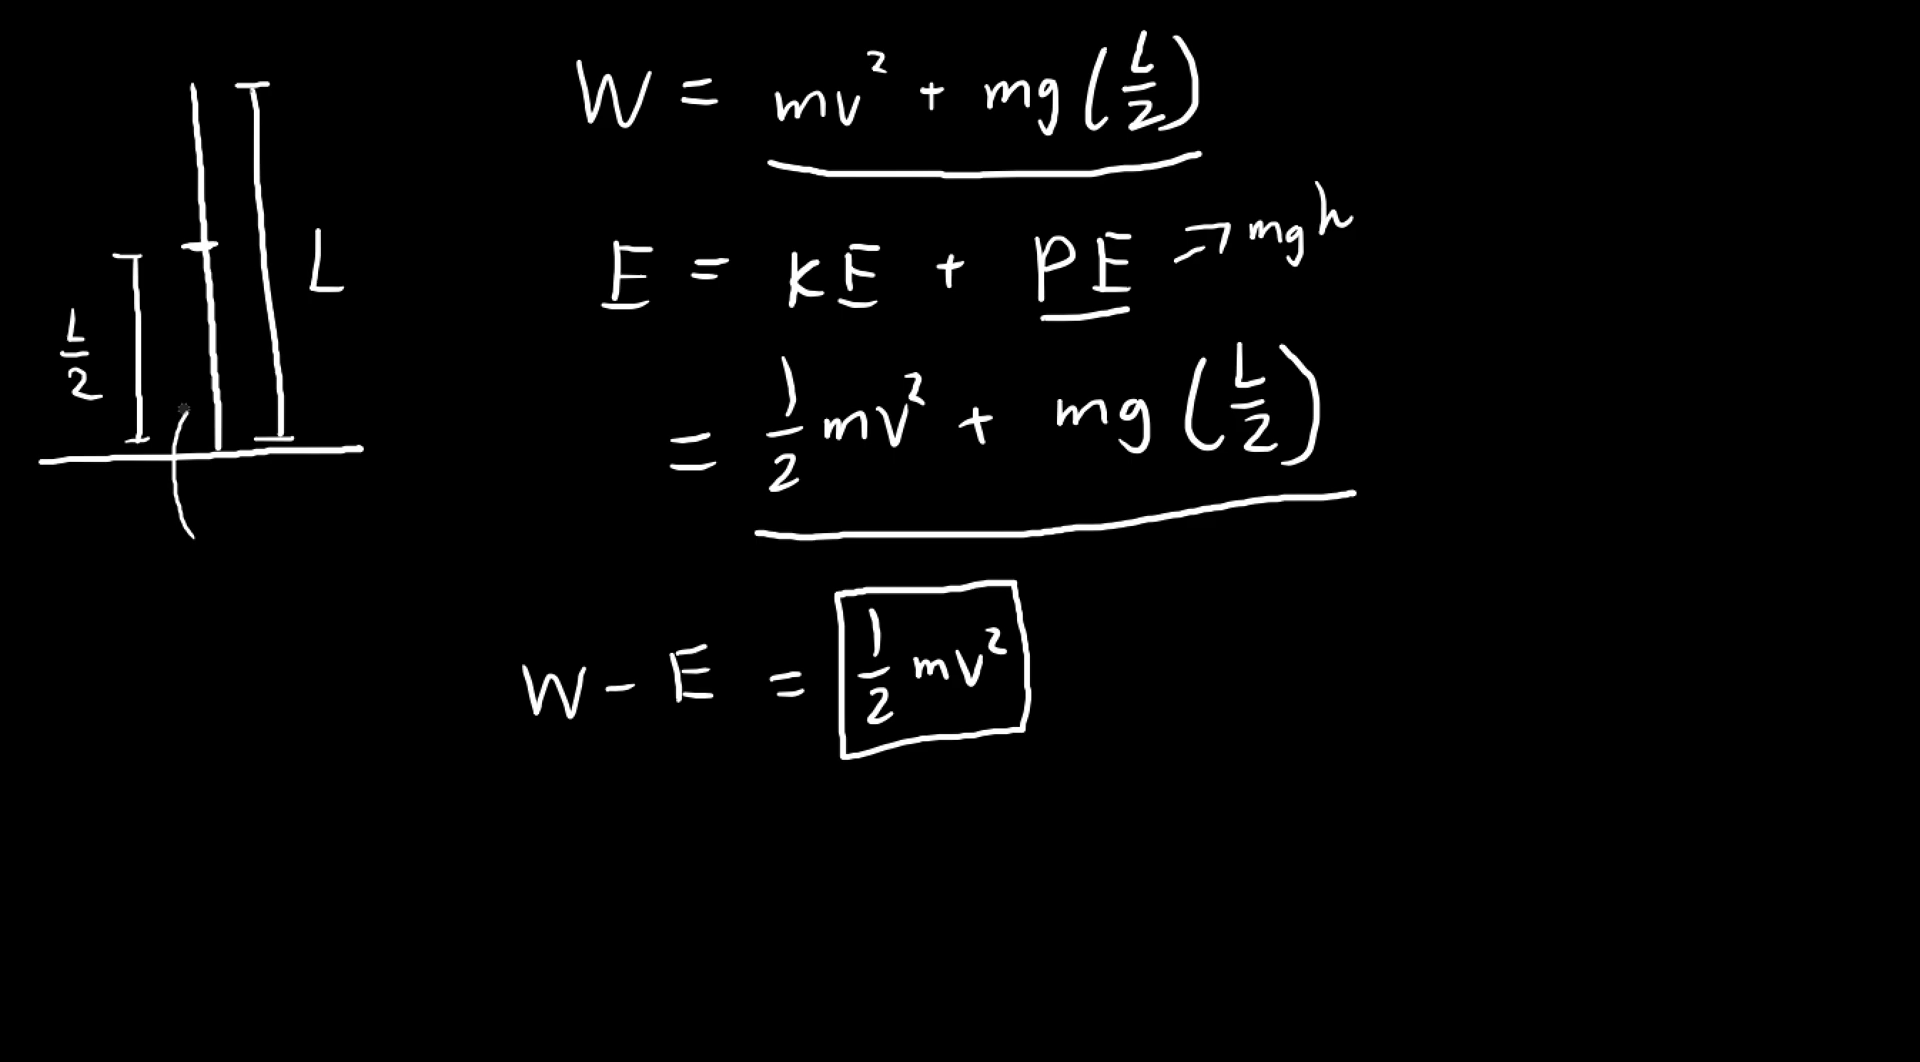 W = mv² + mg(L/2)
E = KE + PE => mgh
L
L/2
= 1/2 mv² + mg(L/2)
W - E = 1/2 mv²